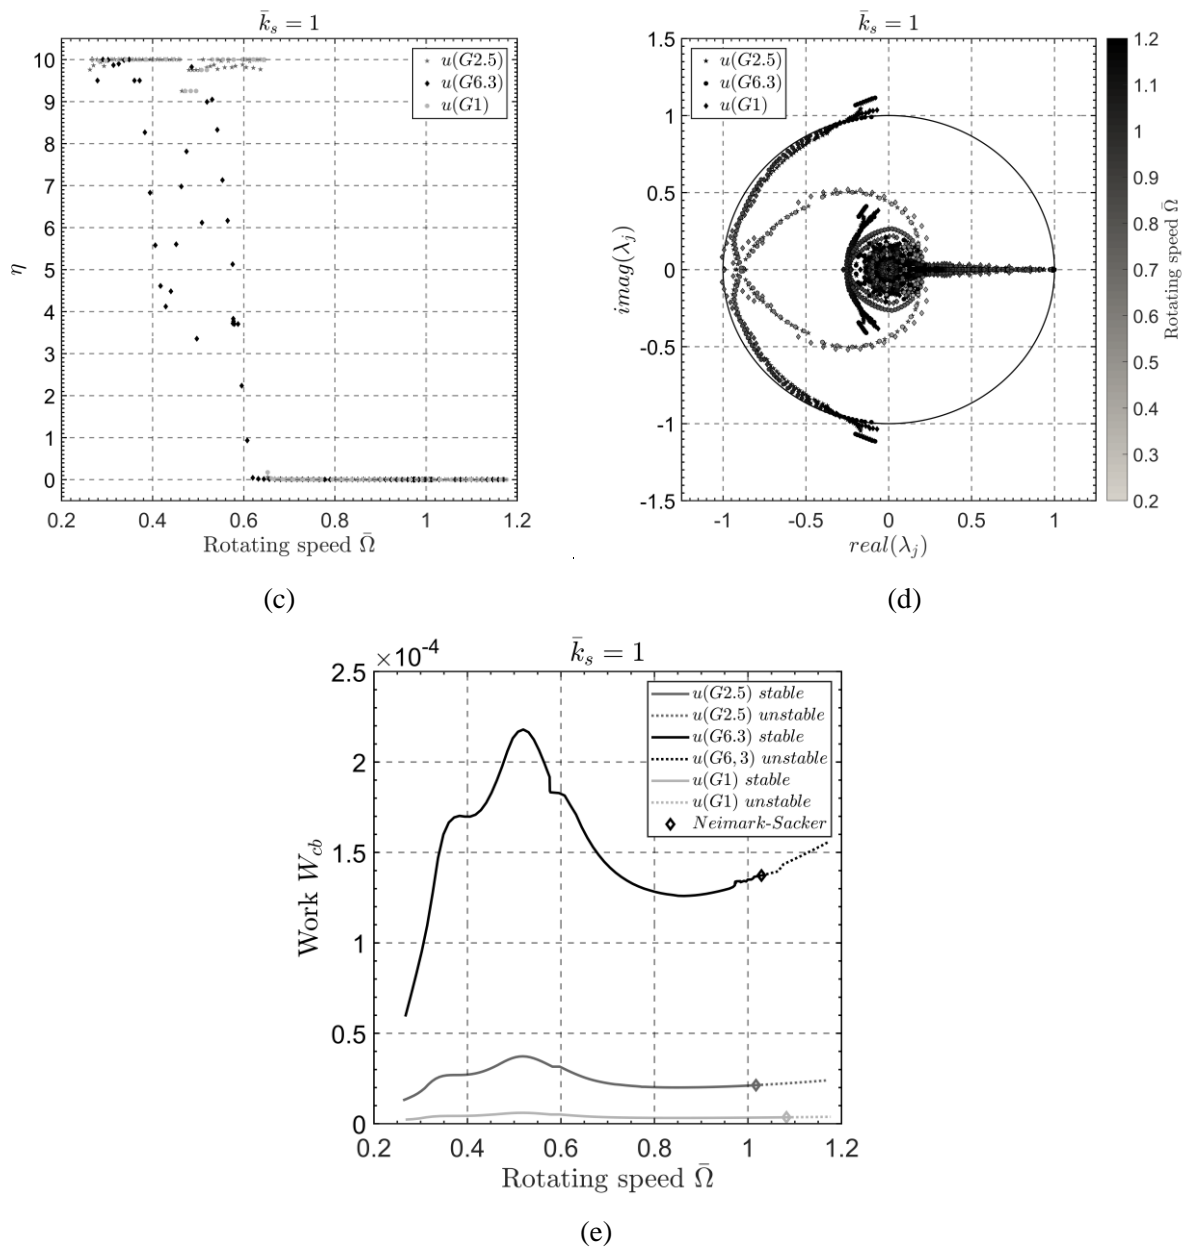 k̄ₛ = 1
10
9
8
7
6
5
4
3
2
1
0
η
0.2 0.4 0.6 0.8 1 1.2
Rotating speed Ω̄
u(G2.5)
u(G6.3)
u(G1)
(c)
k̄ₛ = 1
1.5
1
0.5
0
-0.5
-1
-1.5
imag(λⱼ)
-1 -0.5 0 0.5 1
real(λⱼ)
u(G2.5)
u(G6.3)
u(G1)
1.2
1.1
1
0.9
0.8
0.7
0.6
0.5
0.4
0.3
0.2
Rotating speed Ω̄
(d)
×10⁻⁴
k̄ₛ = 1
2.5
2
1.5
1
0.5
0
Work W_cb
0.2 0.4 0.6 0.8 1 1.2
Rotating speed Ω̄
u(G2.5) stable
u(G2.5) unstable
u(G6.3) stable
u(G6,3) unstable
u(G1) stable
u(G1) unstable
Neimark-Sacker
(e)